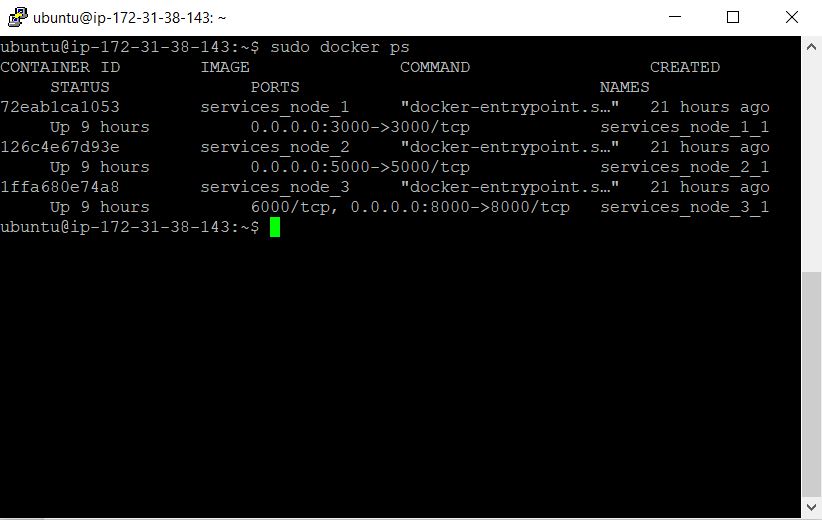 ubuntu@ip-172-31-38-143: ~
ubuntu@ip-172-31-38-143:~$ sudo docker ps
CONTAINER ID        IMAGE               COMMAND                  CREATED
     STATUS              PORTS                              NAMES
72eab1ca1053        services_node_1     "docker-entrypoint.s…"   21 hours ago
     Up 9 hours          0.0.0.0:3000->3000/tcp             services_node_1_1
126c4e67d93e        services_node_2     "docker-entrypoint.s…"   21 hours ago
     Up 9 hours          0.0.0.0:5000->5000/tcp             services_node_2_1
1ffa680e74a8        services_node_3     "docker-entrypoint.s…"   21 hours ago
     Up 9 hours          6000/tcp, 0.0.0.0:8000->8000/tcp   services_node_3_1
ubuntu@ip-172-31-38-143:~$